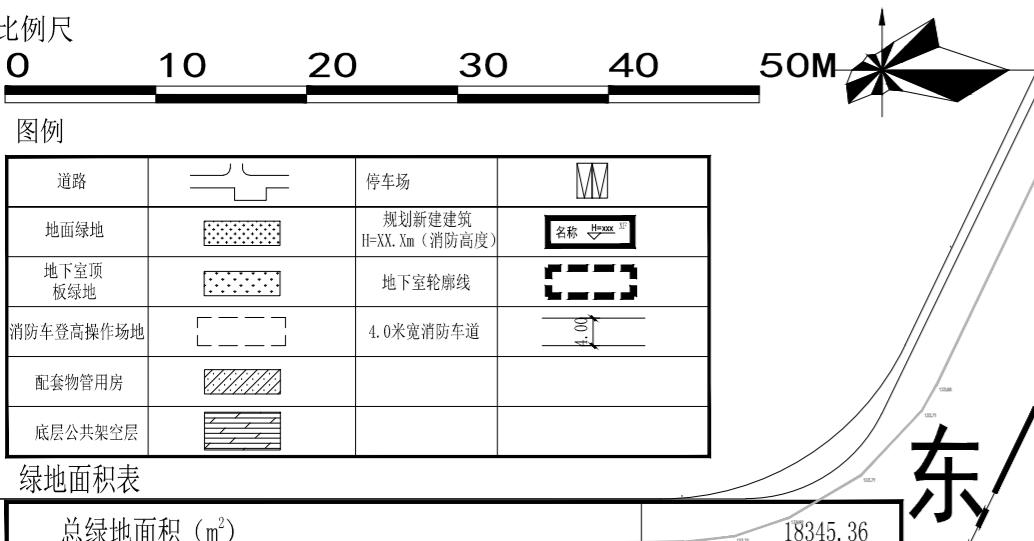 比例尺
0 10 20 30 40 50M
图例
道路
停车场
地面绿地
规划新建建筑
H=XX.Xm（消防高度）
名称 H=xxx
地下室顶
板绿地
地下室轮廓线
消防车登高操作场地
4.0米宽消防车道
4.00
配套物管用房
底层公共架空层
绿地面积表
总绿地面积（m²）
18345.36
东